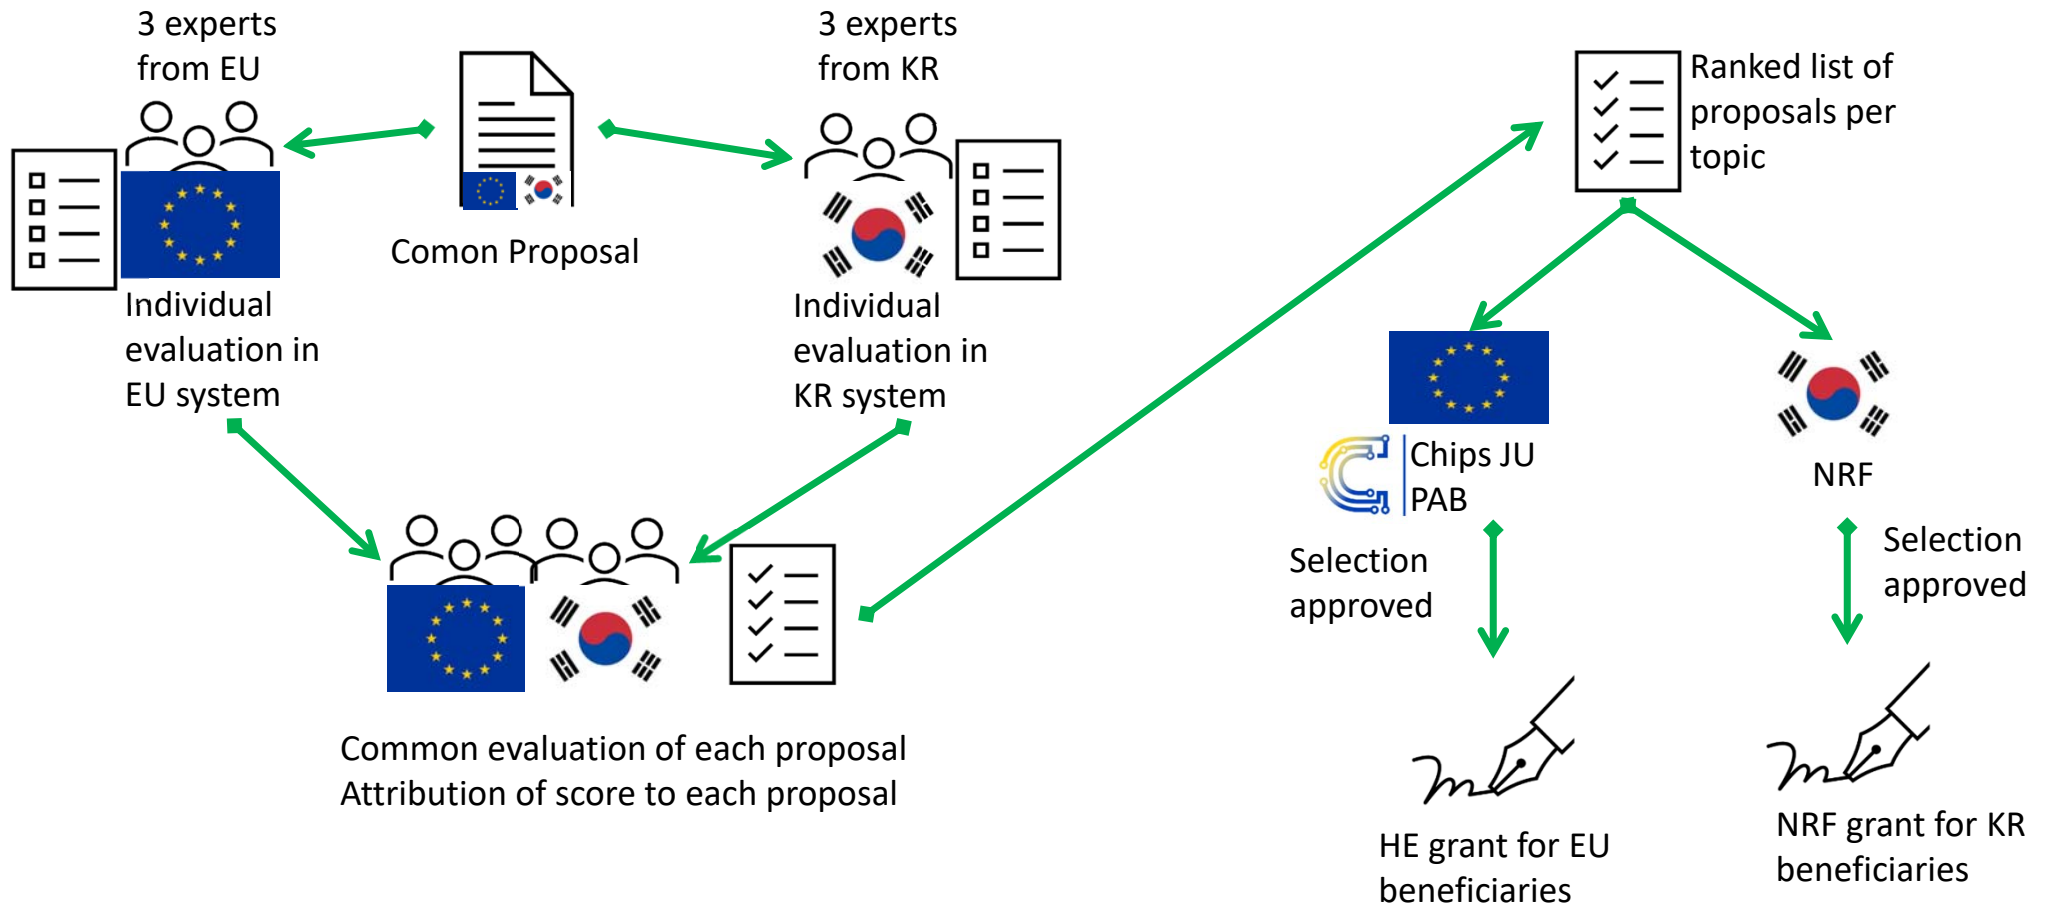 3 experts
from EU
3 experts
from KR
Comon Proposal
Individual
evaluation in
EU system
Individual
evaluation in
KR system
Common evaluation of each proposal
Attribution of score to each proposal
Ranked list of
proposals per
topic
Chips JU
PAB
NRF
Selection
approved
Selection
approved
HE grant for EU
beneficiaries
NRF grant for KR
beneficiaries